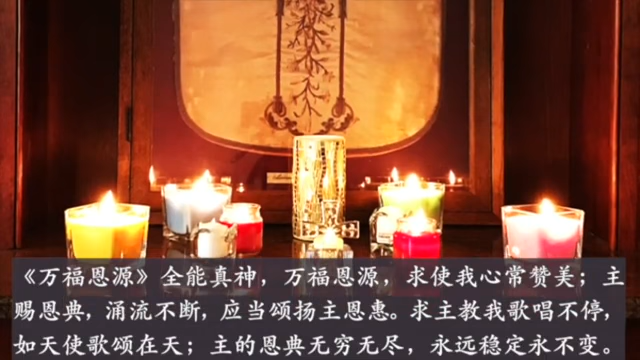 《万福恩源》全能真神，万福恩源，求使我心常赞美；主
赐恩典，涌流不断，应当颂扬主恩惠。求主教我歌唱不停，
如天使歌颂在天；主的恩典无穷无尽，永远稳定永不变。